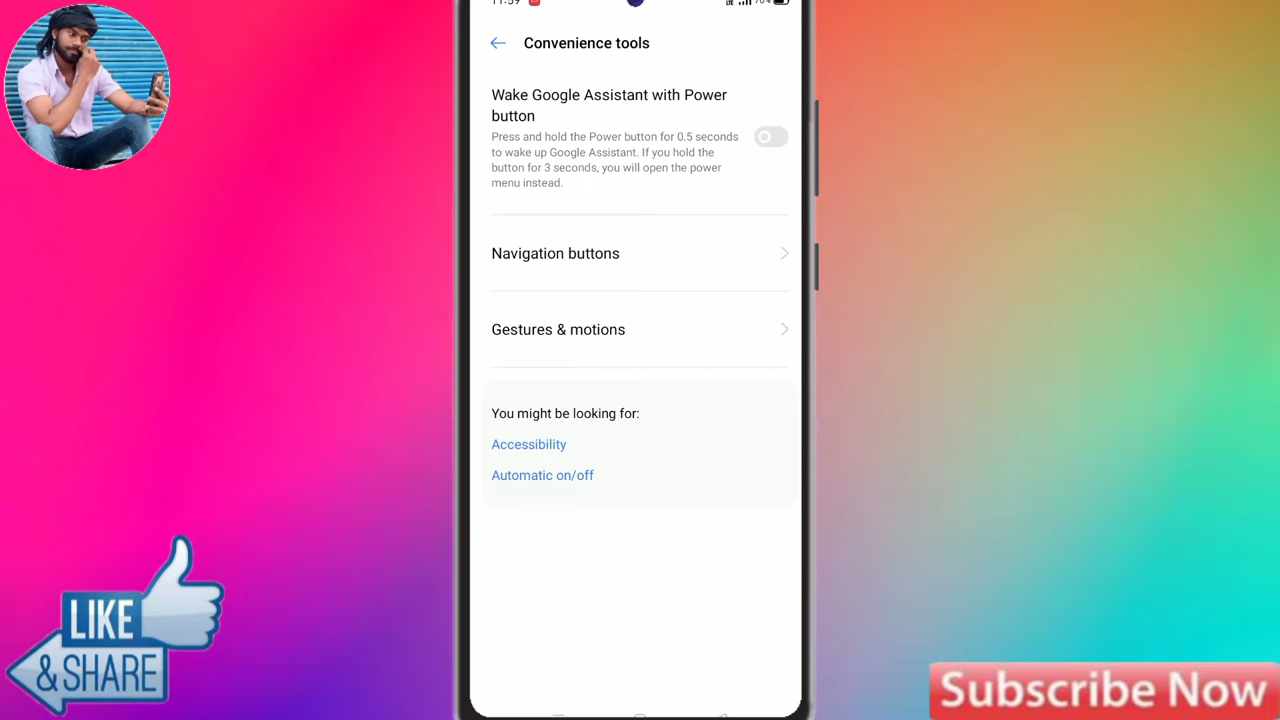 11:59
70%
Convenience tools
Wake Google Assistant with Power
button
Press and hold the Power button for 0.5 seconds
to wake up Google Assistant. If you hold the
button for 3 seconds, you will open the power
menu instead.
Navigation buttons
Gestures & motions
You might be looking for:
Accessibility
Automatic on/off
LIKE
& SHARE
Subscribe Now